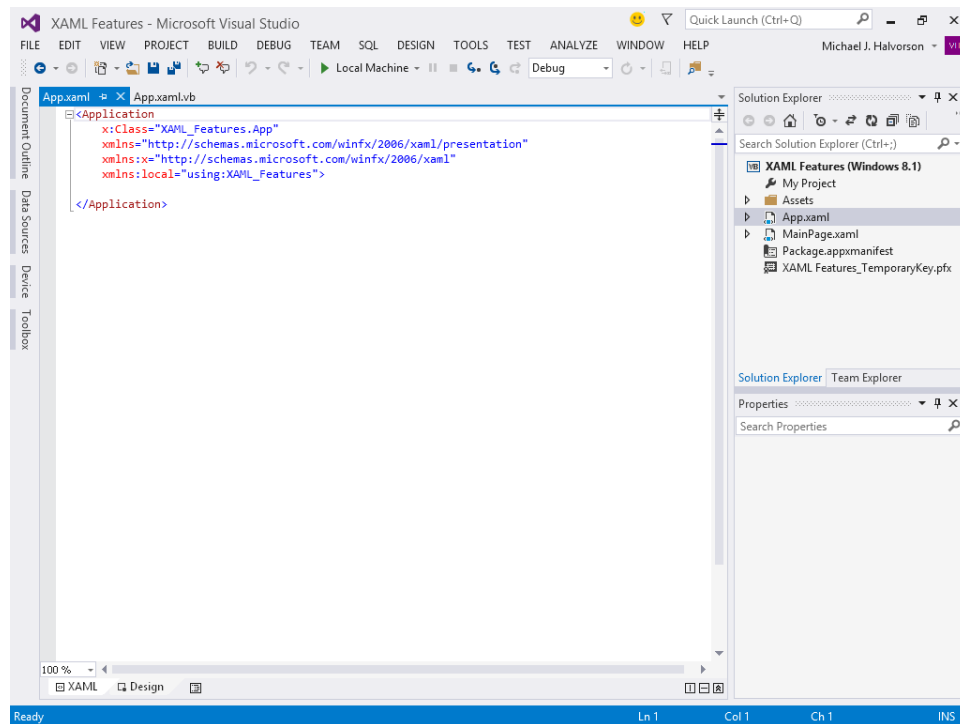 XAML Features - Microsoft Visual Studio
Quick Launch (Ctrl+Q)
FILE EDIT VIEW PROJECT BUILD DEBUG TEAM SQL DESIGN TOOLS TEST ANALYZE WINDOW HELP
Michael J. Halvorson
Local Machine
Debug
Document Outline
Data Sources
Device
Toolbox
App.xaml
App.xaml.vb
<Application
x:Class="XAML_Features.App"
xmlns="http://schemas.microsoft.com/winfx/2006/xaml/presentation"
xmlns:x="http://schemas.microsoft.com/winfx/2006/xaml"
xmlns:local="using:XAML_Features">
</Application>
100 %
XAML
Design
Solution Explorer
Search Solution Explorer (Ctrl+;)
VB XAML Features (Windows 8.1)
My Project
Assets
App.xaml
MainPage.xaml
Package.appxmanifest
XAML Features_TemporaryKey.pfx
Solution Explorer Team Explorer
Properties
Search Properties
Ready Ln 1 Col 1 Ch 1 INS